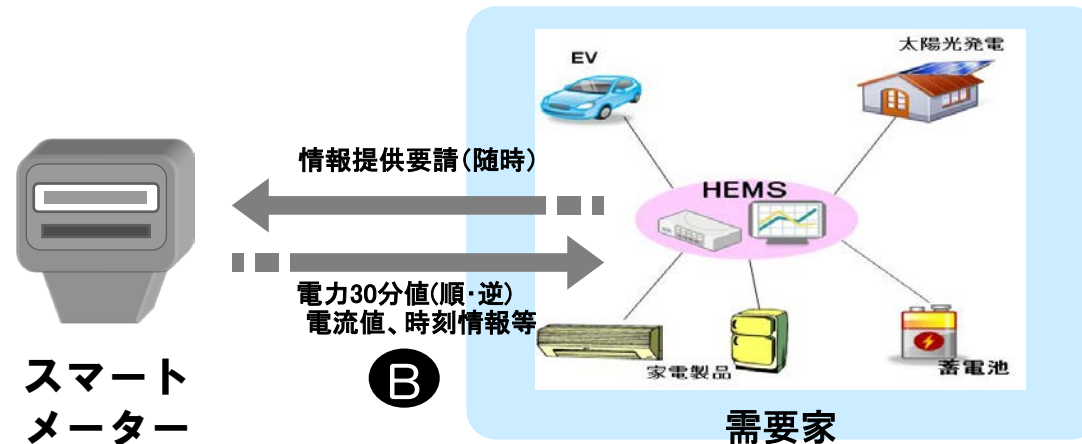 EV
太陽光発電
情報提供要請(随時)
HEMS
電力30分値(順・逆)
電流値、時刻情報等
B
家電製品
蓄電池
スマート
メーター
需要家